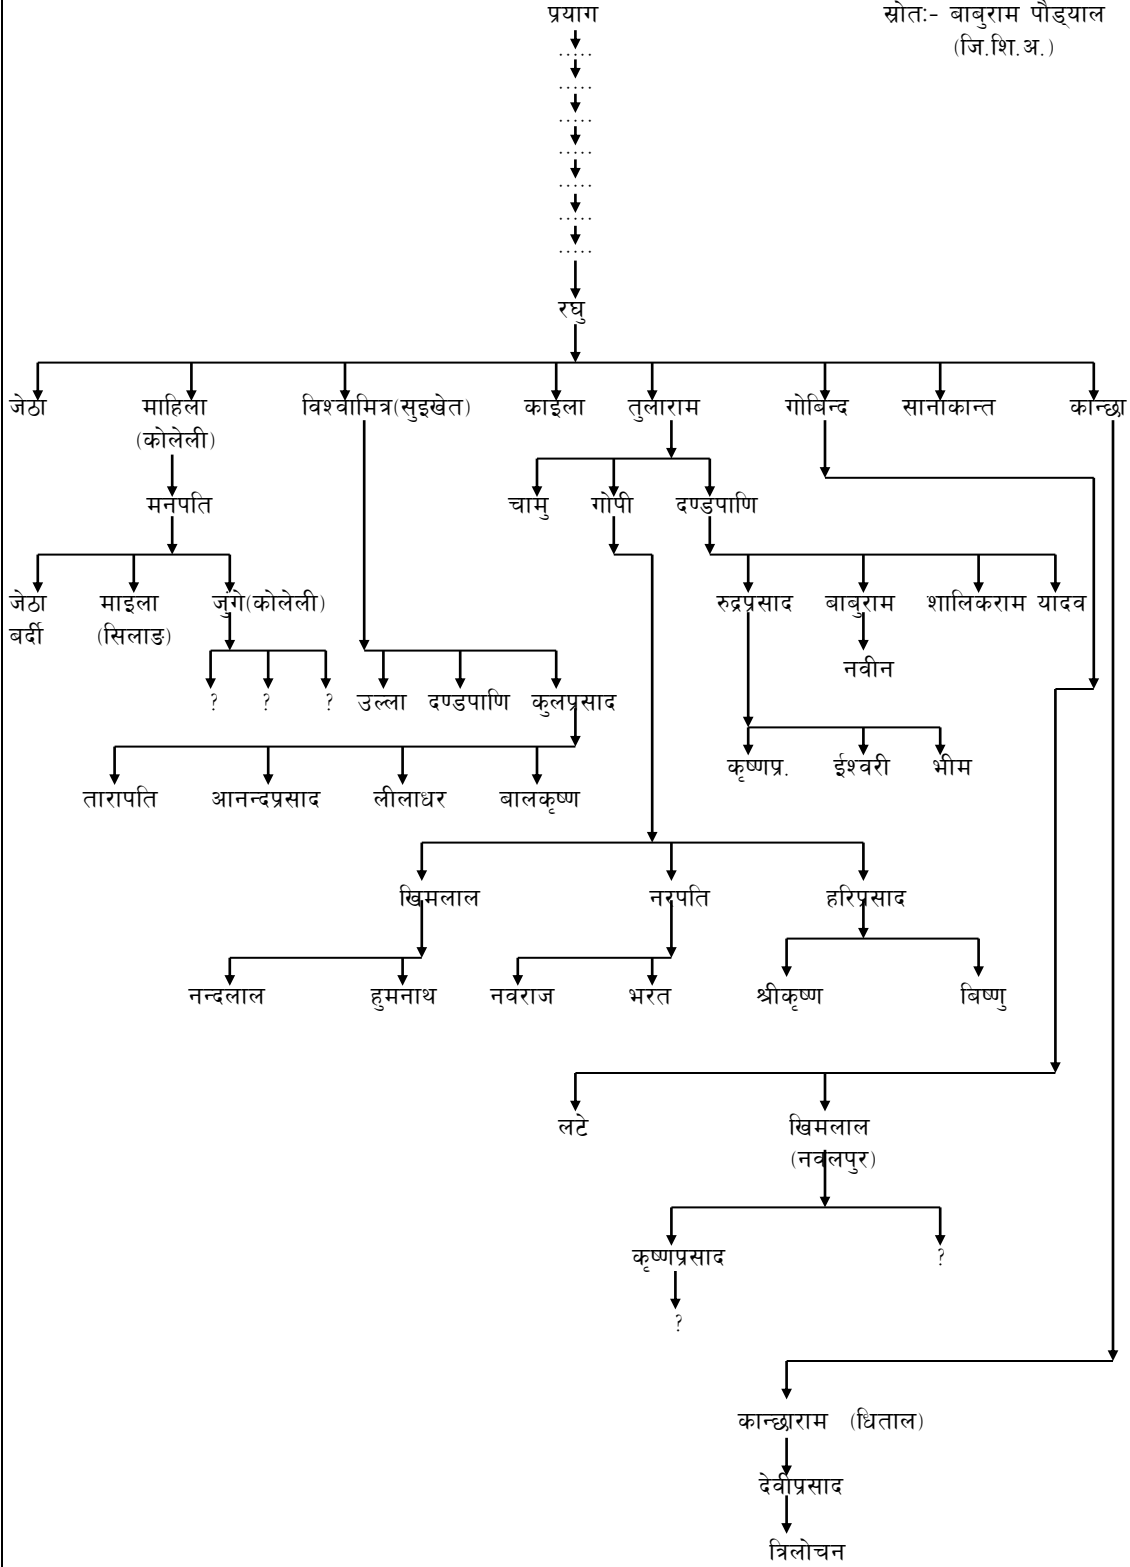 प्रयाग स्रोत:- बाबुराम पौड्याल
(जि.शि.अ.)
.....
.....
.....
.....
.....
.....
.....
रघु
जेठा माहिला विश्वामित्र(सुइखेत) काइला तुलाराम गोबिन्द सानोकान्त कान्छा
(कोलेली)
मनपति चामु गोपी दण्डपाणि
जेठा माइला जुंगे(कोलेली) रुद्रप्रसाद बाबुराम शालिकराम यादव
बर्दी (सिलाङ)
नवीन
? ? ? उल्ला दण्डपाणि कुलप्रसाद
कृष्णप्र. ईश्वरी भीम
तारापति आनन्दप्रसाद लीलाधर बालकृष्ण
खिमलाल नरपति हरिप्रसाद
नन्दलाल हुमनाथ नवराज भरत श्रीकृष्ण बिष्णु
लटे खिमलाल
(नवलपुर)
कृष्णप्रसाद ?
?
कान्छाराम (धिताल)
देवीप्रसाद
त्रिलोचन